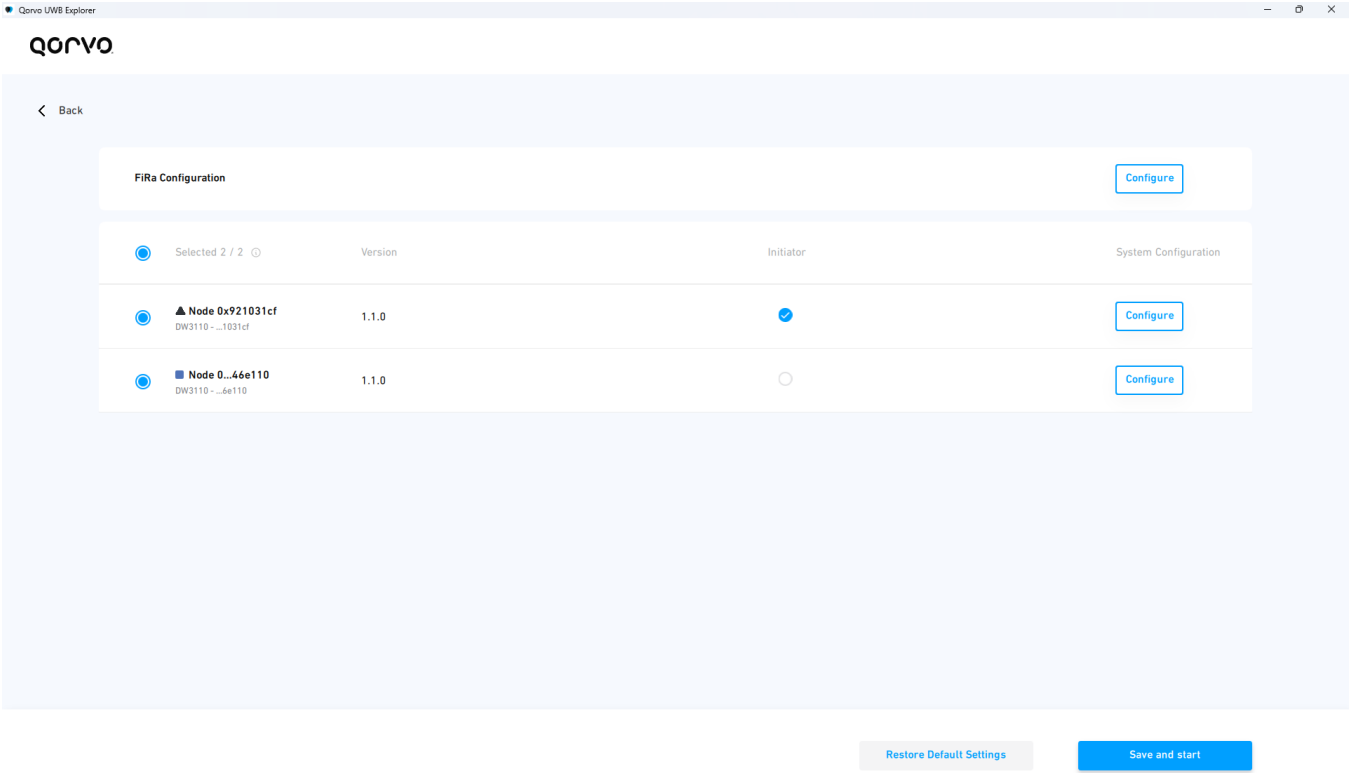 Qorvo UWB Explorer
QORVO
Back
FiRa Configuration
Configure
Selected 2 / 2
Version
Initiator
System Configuration
Node 0x921031cf
DW3110 - ...1031cf
1.1.0
Configure
Node 0...46e110
DW3110 - ...6e110
1.1.0
Configure
Restore Default Settings
Save and start